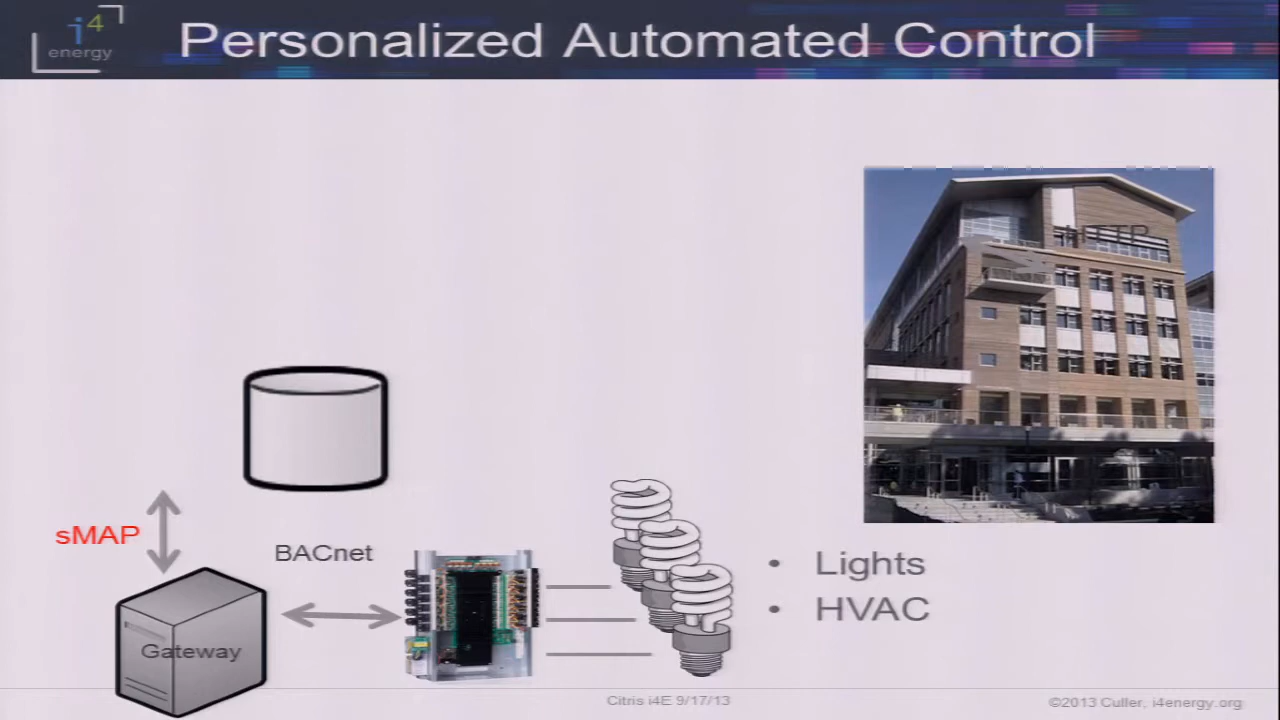 i4
energy
Personalized Automated Control
HTTP
sMAP
BACnet
Gateway
• Lights
• HVAC
Citris i4E 9/17/13
©2013 Culler, i4energy.org